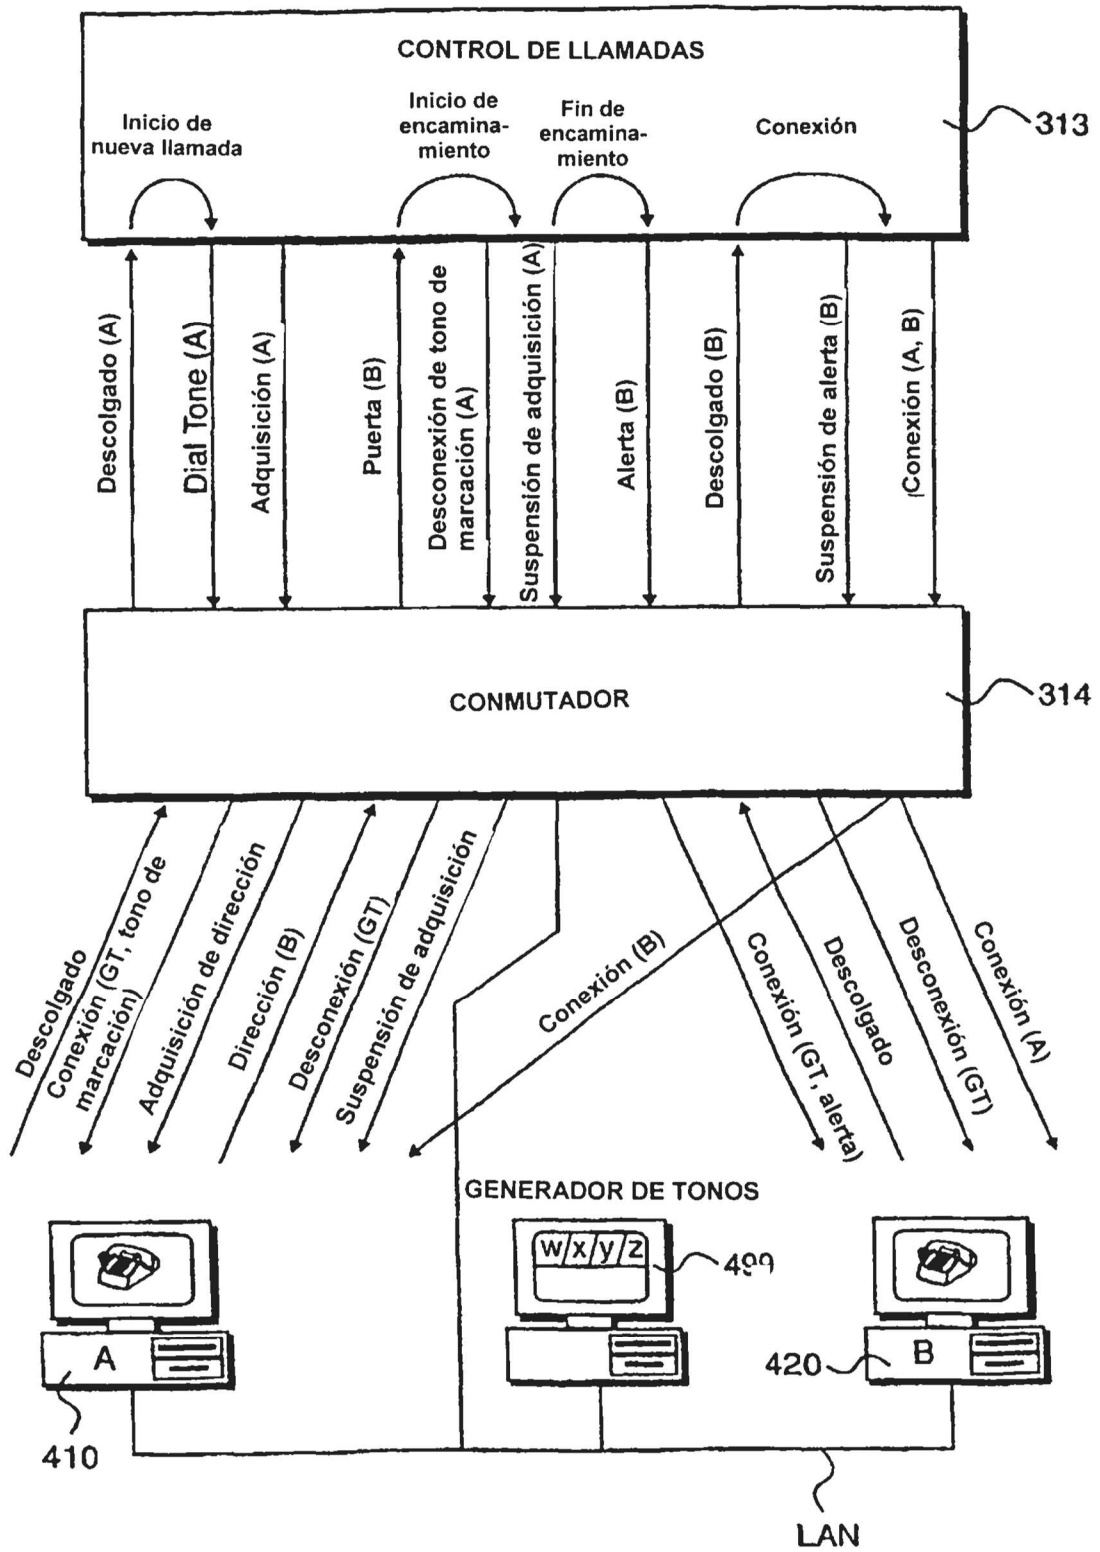 CONTROL DE LLAMADAS
Inicio de
nueva llamada
Inicio de
encamina-
miento
Fin de
encamina-
miento
Conexión
313
Descolgado (A)
Dial Tone (A)
Adquisición (A)
Puerta (B)
Desconexión de tono de
marcación (A)
Suspensión de adquisición (A)
Alerta (B)
Descolgado (B)
Suspensión de alerta (B)
(Conexión (A, B)
CONMUTADOR
314
Descolgado
Conexión (GT, tono de
marcación)
Adquisición de dirección
Dirección (B)
Desconexión (GT)
Suspensión de adquisición
Conexión (B)
Conexión (GT, alerta)
Descolgado
Desconexión (GT)
Conexión (A)
GENERADOR DE TONOS
w/x/y/z
499
A
410
420
B
LAN